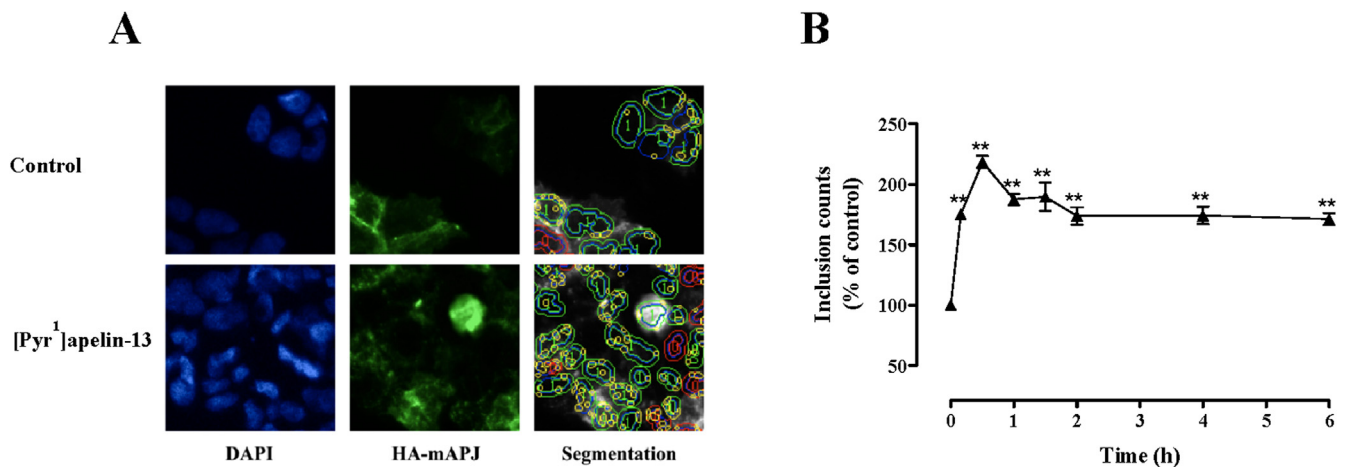 A
Control
[Pyr1]apelin-13
DAPI
HA-mAPJ
Segmentation
B
Inclusion counts
(% of control)
250
200
150
100
50
**
**
**
**
**
**
**
0
1
2
3
4
5
6
Time (h)